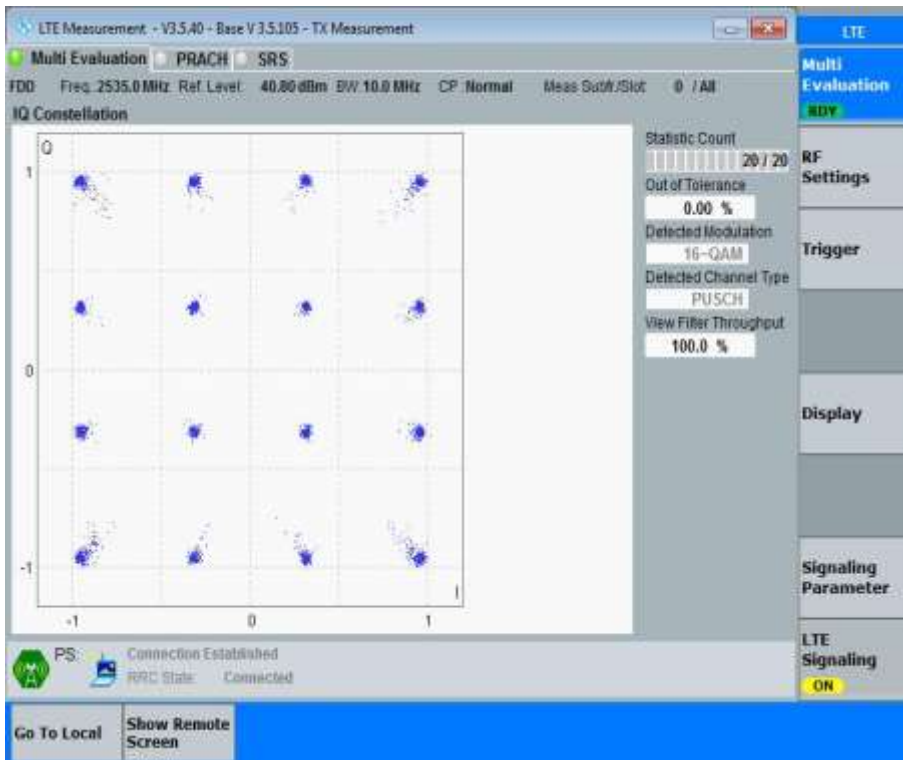 LTE Measurement - V3.5.40 - Base V 3.5.105 - TX Measurement
LTE
Multi Evaluation PRACH SRS
Multi
Evaluation
RDY
FDD Freq.:2535.0 MHz Ref. Level: 40.80 dBm BW: 10.0 MHz CP: Normal Meas Subfr./Slot: 0 / All
IQ Constellation
Q
1
0
-1
-1
0
1
I
Statistic Count
20 / 20
Out of Tolerance
0.00 %
Detected Modulation
16-QAM
Detected Channel Type
PUSCH
View Filter Throughput
100.0 %
RF
Settings
Trigger
Display
Signaling
Parameter
LTE
Signaling
ON
PS:
Connection Established
RRC State: Connected
Go To Local
Show Remote
Screen